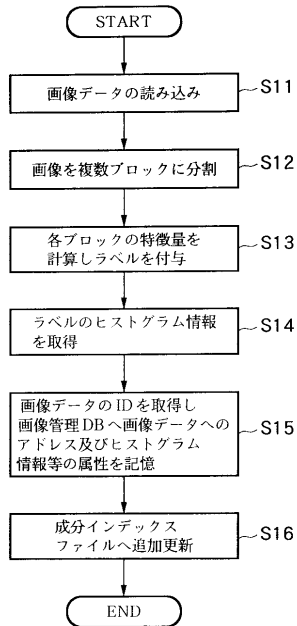 START
画像データの読み込み
S11
画像を複数ブロックに分割
S12
各ブロックの特徴量を
計算しラベルを付与
S13
ラベルのヒストグラム情報
を取得
S14
画像データのIDを取得し
画像管理DBへ画像データへの
アドレス及びヒストグラム
情報等の属性を記憶
S15
成分インデックス
ファイルへ追加更新
S16
END